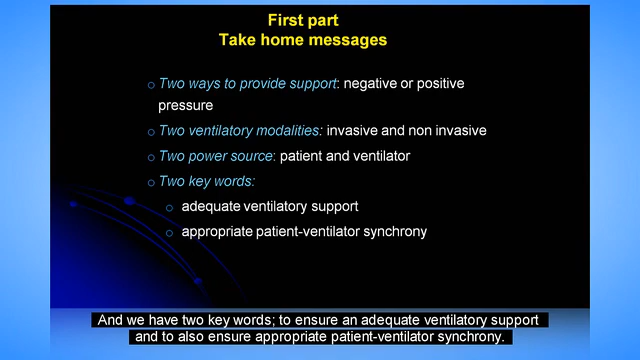 First part
Take home messages
Two ways to provide support: negative or positive
pressure
Two ventilatory modalities: invasive and non invasive
Two power source: patient and ventilator
Two key words:
adequate ventilatory support
appropriate patient-ventilator synchrony
And we have two key words; to ensure an adequate ventilatory support
and to also ensure appropriate patient-ventilator synchrony.